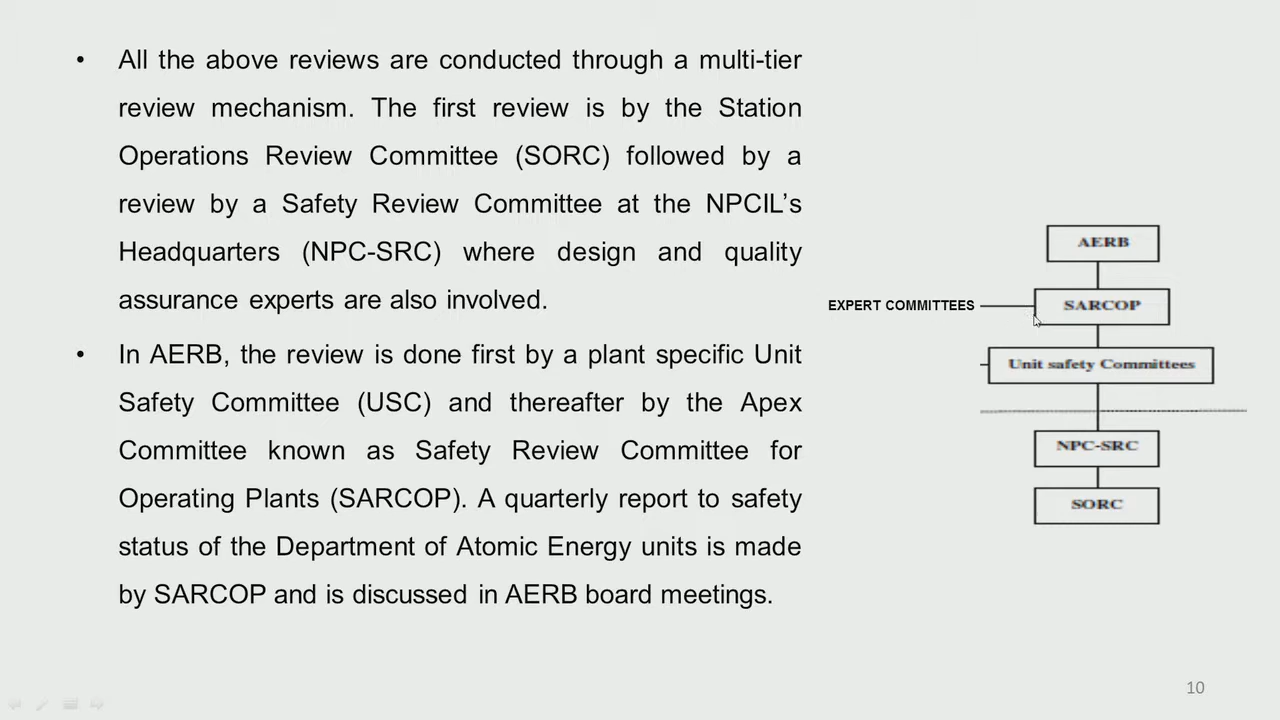 • All the above reviews are conducted through a multi-tier
review mechanism. The first review is by the Station
Operations Review Committee (SORC) followed by a
review by a Safety Review Committee at the NPCIL’s
Headquarters (NPC-SRC) where design and quality
assurance experts are also involved.
• In AERB, the review is done first by a plant specific Unit
Safety Committee (USC) and thereafter by the Apex
Committee known as Safety Review Committee for
Operating Plants (SARCOP). A quarterly report to safety
status of the Department of Atomic Energy units is made
by SARCOP and is discussed in AERB board meetings.
AERB
EXPERT COMMITTEES
SARCOP
Unit safety Committees
NPC-SRC
SORC
10